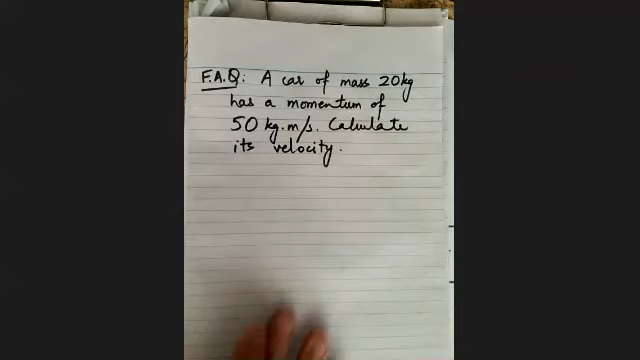 F.A.Q: A car of mass 20kg
has a momentum of
50 kg.m/s. Calculate
its velocity.